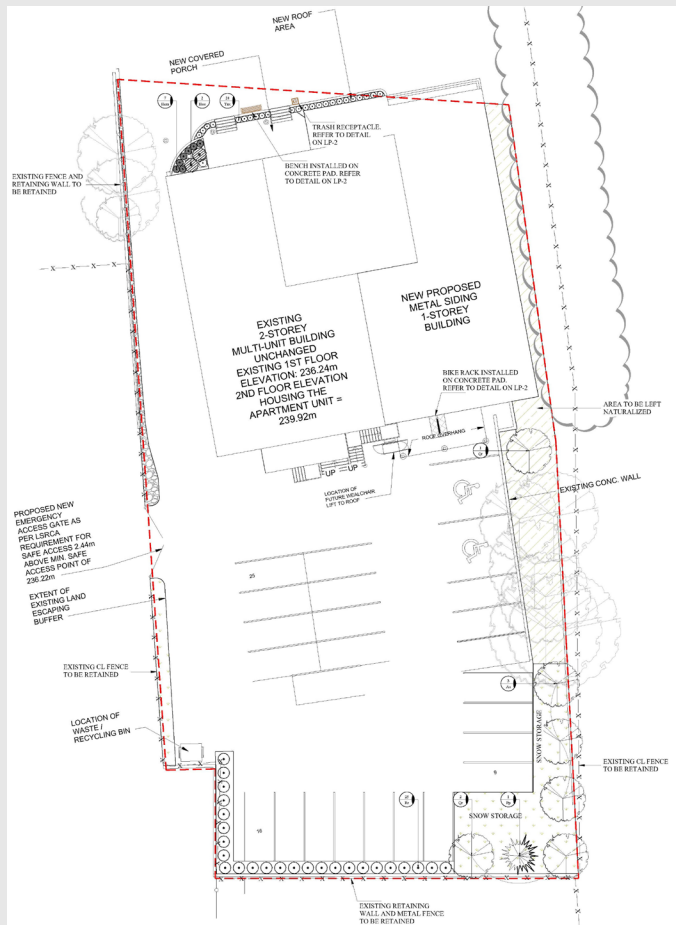 NEW ROOF
AREA
NEW COVERED
PORCH
TRASH RECEPTACLE.
REFER TO DETAIL
ON LP-2
BENCH INSTALLED ON
CONCRETE PAD. REFER
TO DETAIL ON LP-2
EXISTING FENCE AND
RETAINING WALL TO
BE RETAINED
EXISTING
2-STOREY
MULTI-UNIT BUILDING
UNCHANGED
EXISTING 1ST FLOOR
ELEVATION: 236.24m
2ND FLOOR ELEVATION
HOUSING THE
APARTMENT UNIT =
239.92m
NEW PROPOSED
METAL SIDING
1-STOREY
BUILDING
BIKE RACK INSTALLED
ON CONCRETE PAD.
REFER TO DETAIL ON LP-2
AREA TO BE LEFT
NATURALIZED
ROOF OVERHANG
UP
UP
LOCATION OF
FUTURE WEALCHAIR
LIFT TO ROOF
EXISTING CONC. WALL
PROPOSED NEW
EMERGENCY
ACCESS GATE AS
PER LSRCA
REQUIREMENT FOR
SAFE ACCESS 2.44m
ABOVE MIN. SAFE
ACCESS POINT OF
236.22m
EXTENT OF
EXISTING LAND
ESCAPING
BUFFER
25
EXISTING CL FENCE
TO BE RETAINED
LOCATION OF
WASTE /
RECYCLING BIN
SNOW STORAGE
9
EXISTING CL FENCE
TO BE RETAINED
SNOW STORAGE
16
EXISTING RETAINING
WALL AND METAL FENCE
TO BE RETAINED